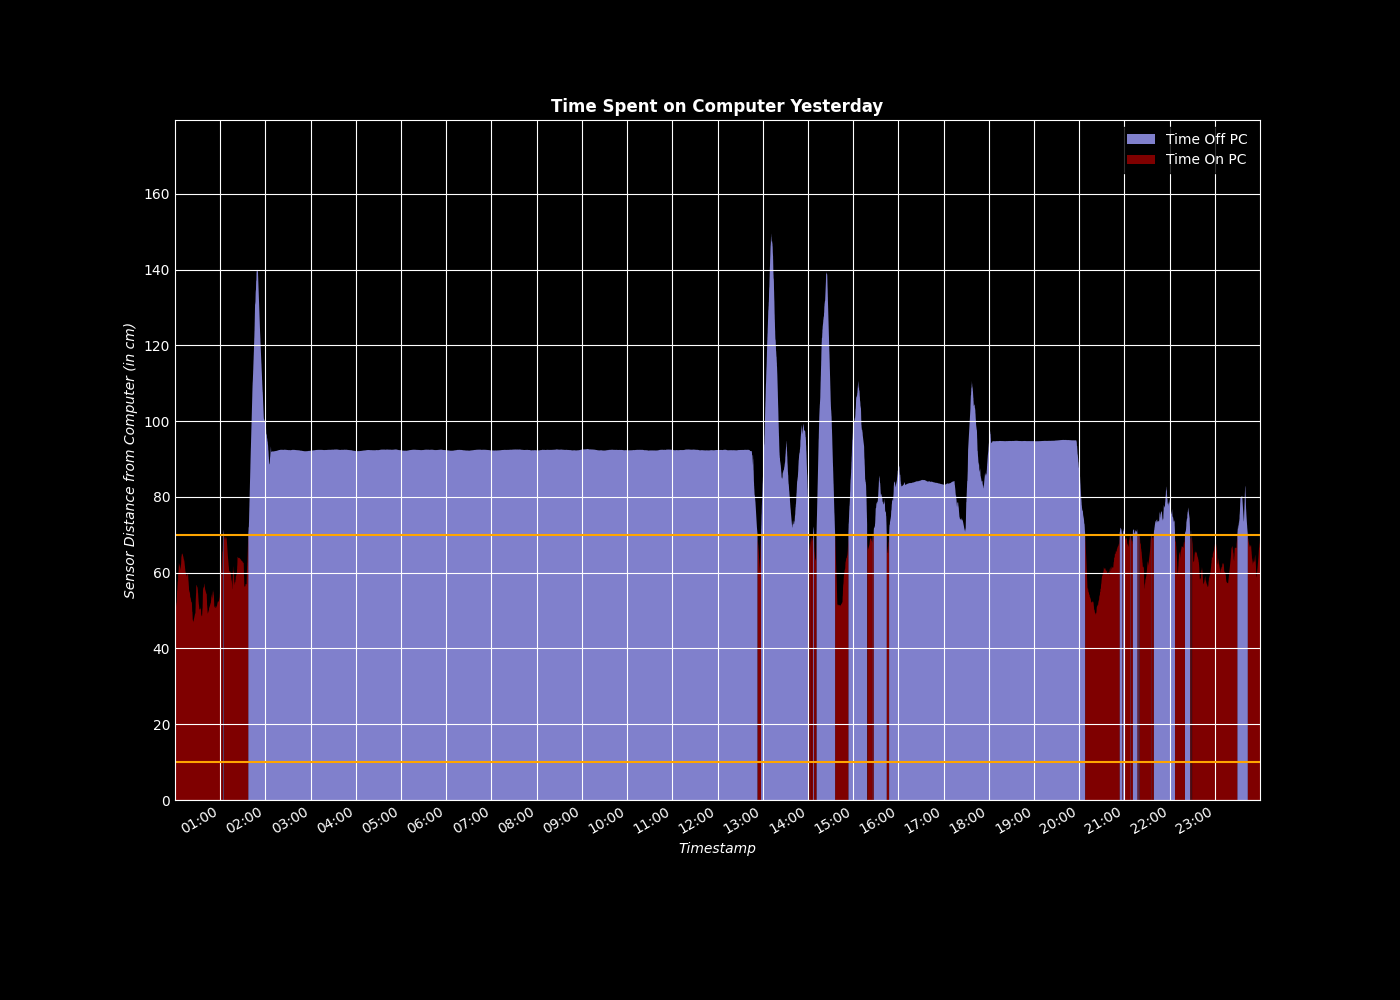 Time Spent on Computer Yesterday
Time Off PC
Time On PC
Sensor Distance from Computer (in cm)
160
140
120
100
80
60
40
20
0
01:00 02:00 03:00 04:00 05:00 06:00 07:00 08:00 09:00 10:00 11:00 12:00 13:00 14:00 15:00 16:00 17:00 18:00 19:00 20:00 21:00 22:00 23:00
Timestamp